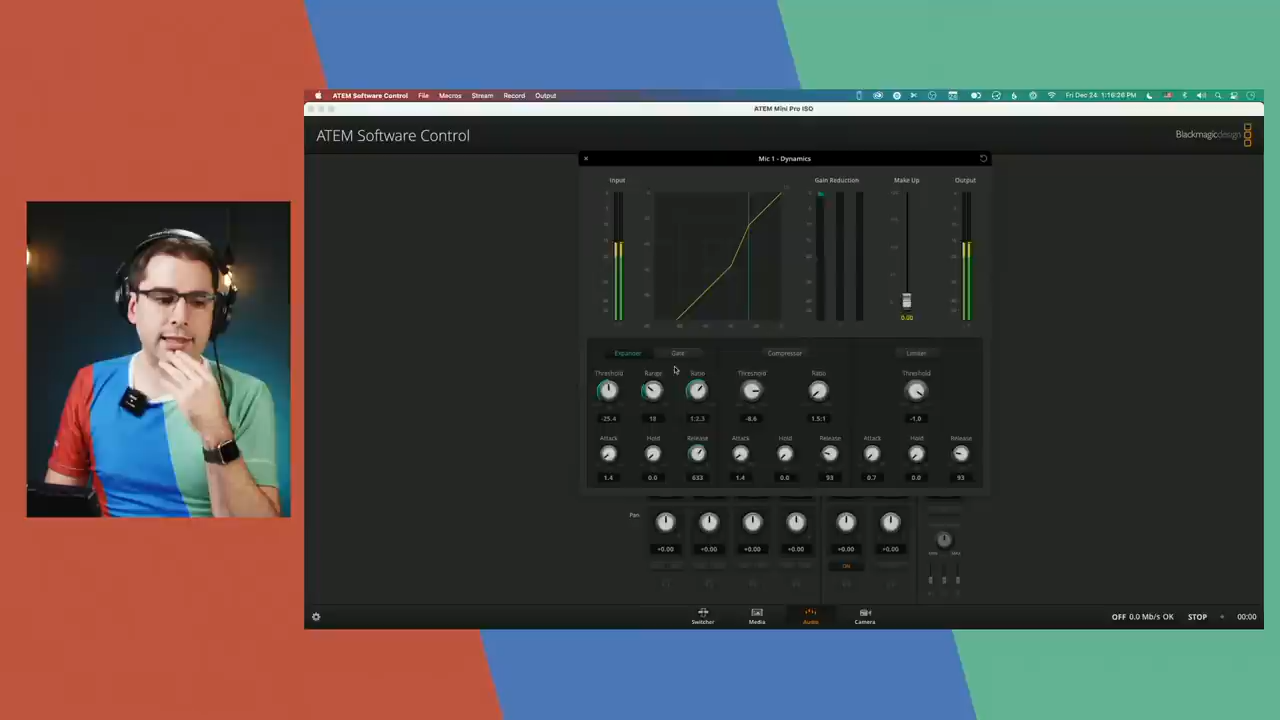 ATEM Software Control File Macros Stream Record Output
Fri Dec 24 1:16:26 PM
ATEM Mini Pro ISO
ATEM Software Control
Blackmagicdesign
Mic 1 - Dynamics
Input Gain Reduction Make Up Output
0.00
Expander Gate Compressor Limiter
Threshold Range Ratio Threshold Ratio Threshold
-25.4 18 1:2.3 -8.6 1.5:1 -1.0
Attack Hold Release Attack Hold Release Attack Hold Release
1.4 0.0 633 1.4 0.0 93 0.7 0.0 93
Pan
+0.00 +0.00 +0.00 +0.00 +0.00 +0.00
ON
Switcher Media Audio Camera
OFF 0.0 Mb/s OK STOP 00:00